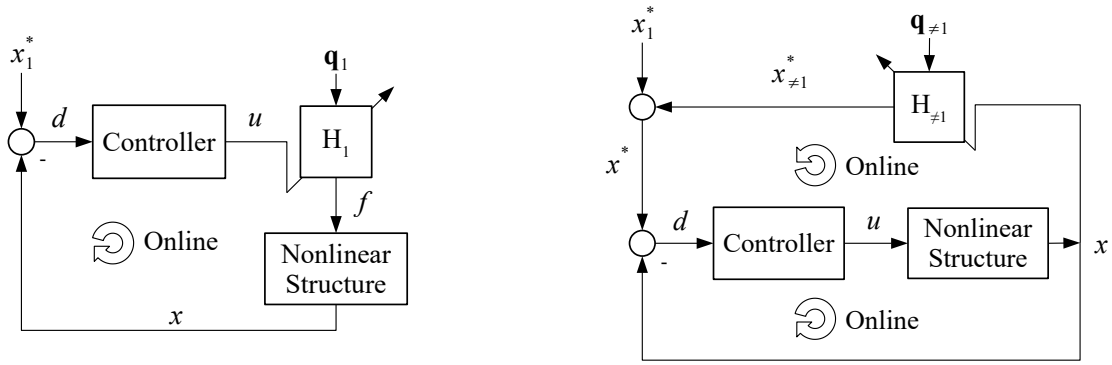 x₁*
q₁
d
Controller
u
H₁
-
f
Online
Nonlinear
Structure
x
x₁*
q≠₁
x*≠₁
H≠₁
x*
Online
d
Controller
u
Nonlinear
Structure
x
-
Online